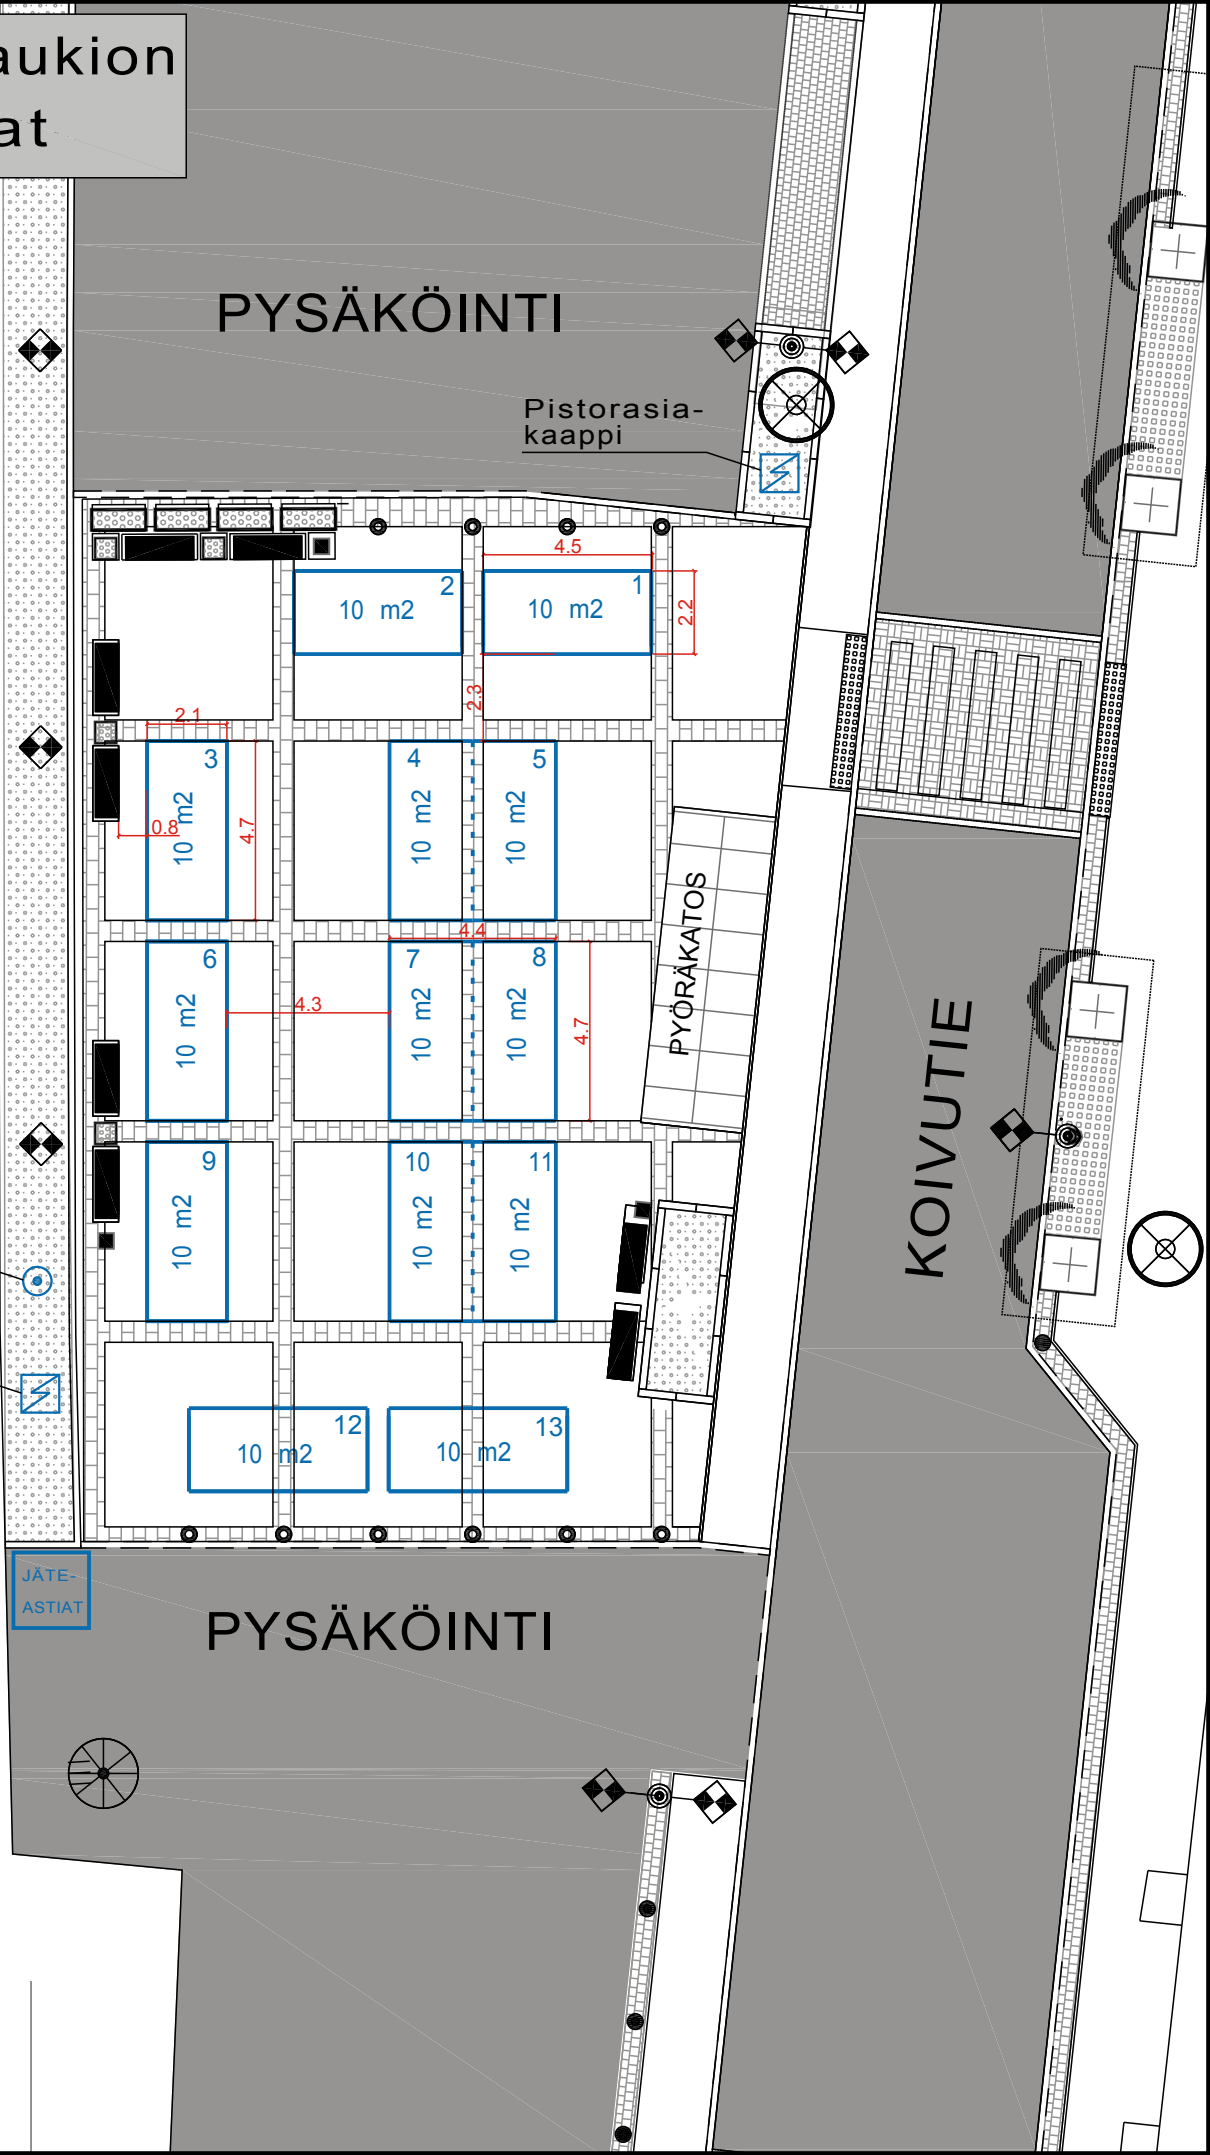 aukion
at
PYSÄKÖINTI
Pistorasia-
kaappi
4.5
2
1
10 m2
10 m2
2.2
2.3
2.1
3
4
5
10 m2
10 m2
10 m2
0.8
4.7
4.4
6
7
8
10 m2
10 m2
10 m2
4.3
4.7
PYÖRÄKATOS
KOIVUTIE
9
10
11
10 m2
10 m2
10 m2
12
13
10 m2
10 m2
JÄTE-
ASTIAT
PYSÄKÖINTI